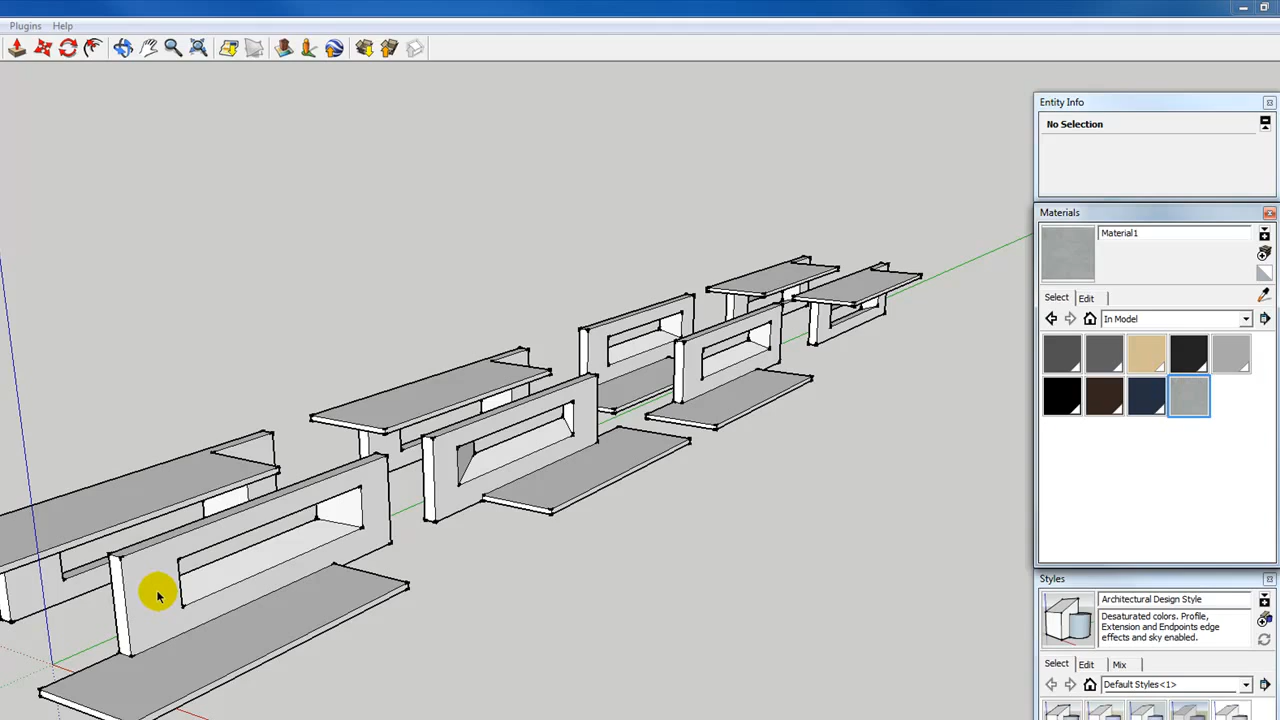 Plugins Help
Entity Info
No Selection
Materials
Material1
Select Edit
In Model
Styles
Architectural Design Style
Desaturated colors. Profile,
Extension and Endpoints edge
effects and sky enabled.
Select Edit Mix
Default Styles<1>